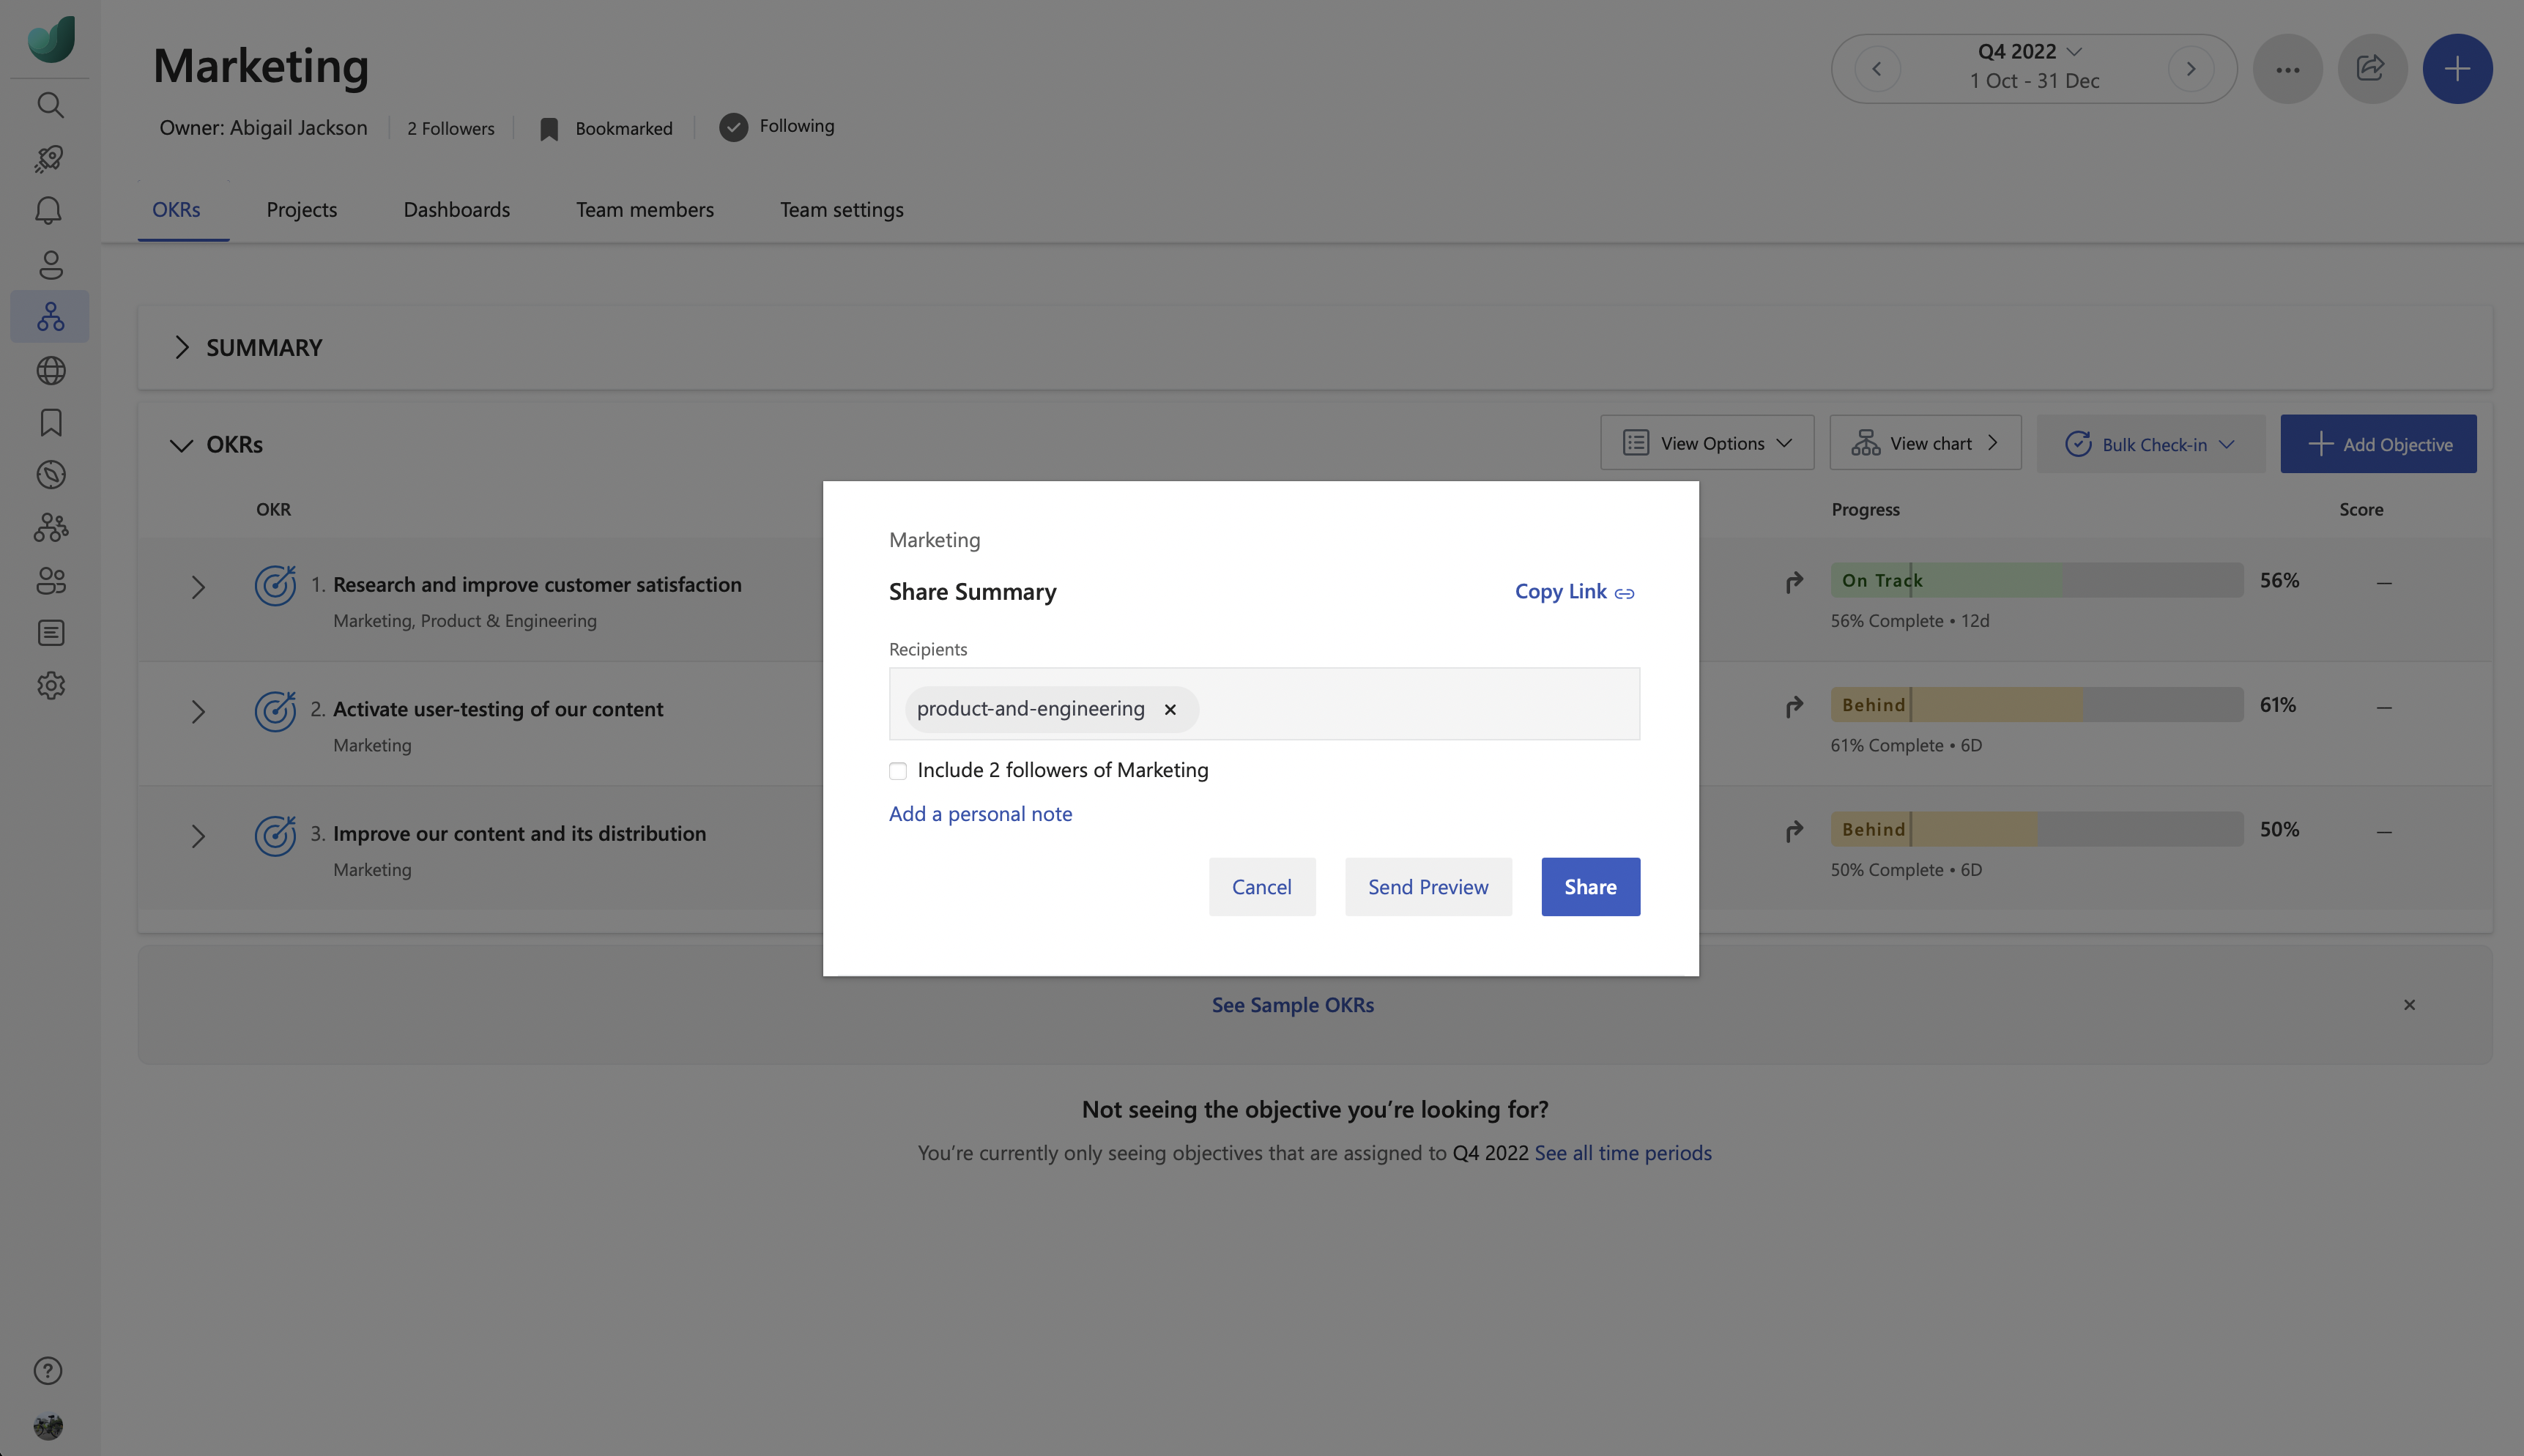 Marketing
Q4 2022
1 Oct - 31 Dec
Owner: Abigail Jackson
2 Followers
Bookmarked
Following
OKRs
Projects
Dashboards
Team members
Team settings
SUMMARY
OKRs
View Options
View chart
Bulk Check-in
Add Objective
OKR
Progress
Score
1. Research and improve customer satisfaction
Marketing, Product & Engineering
On Track
56%
—
56% Complete • 12d
2. Activate user-testing of our content
Marketing
Behind
61%
—
61% Complete • 6D
3. Improve our content and its distribution
Marketing
Behind
50%
—
50% Complete • 6D
Marketing
Share Summary
Copy Link
Recipients
product-and-engineering
Include 2 followers of Marketing
Add a personal note
Cancel
Send Preview
Share
See Sample OKRs
Not seeing the objective you’re looking for?
You’re currently only seeing objectives that are assigned to Q4 2022 See all time periods